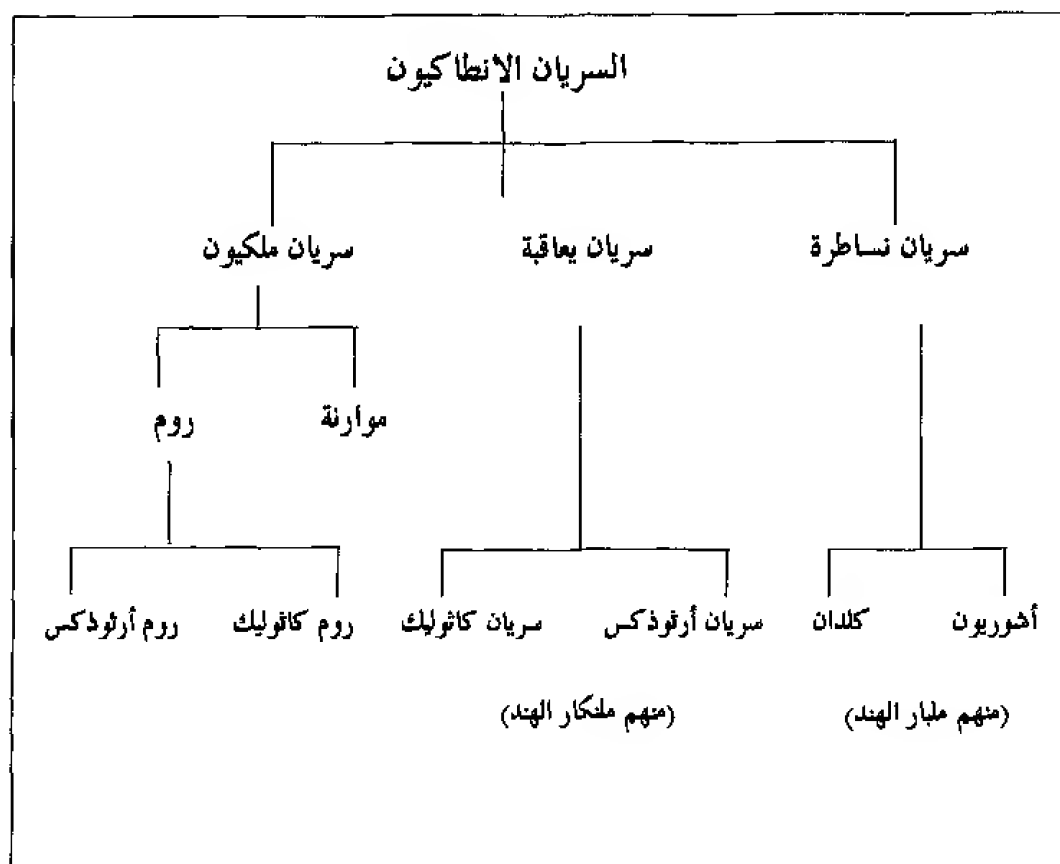 السريان الانطاكيون
سريان نساطرة سريان يعاقبة سريان ملكيون
موارنة روم
أشوريون كلدان سريان أرثوذكس سريان كاثوليك روم كاثوليك روم أرثوذكس
(منهم ملبار الهند) (منهم ملنكار الهند)